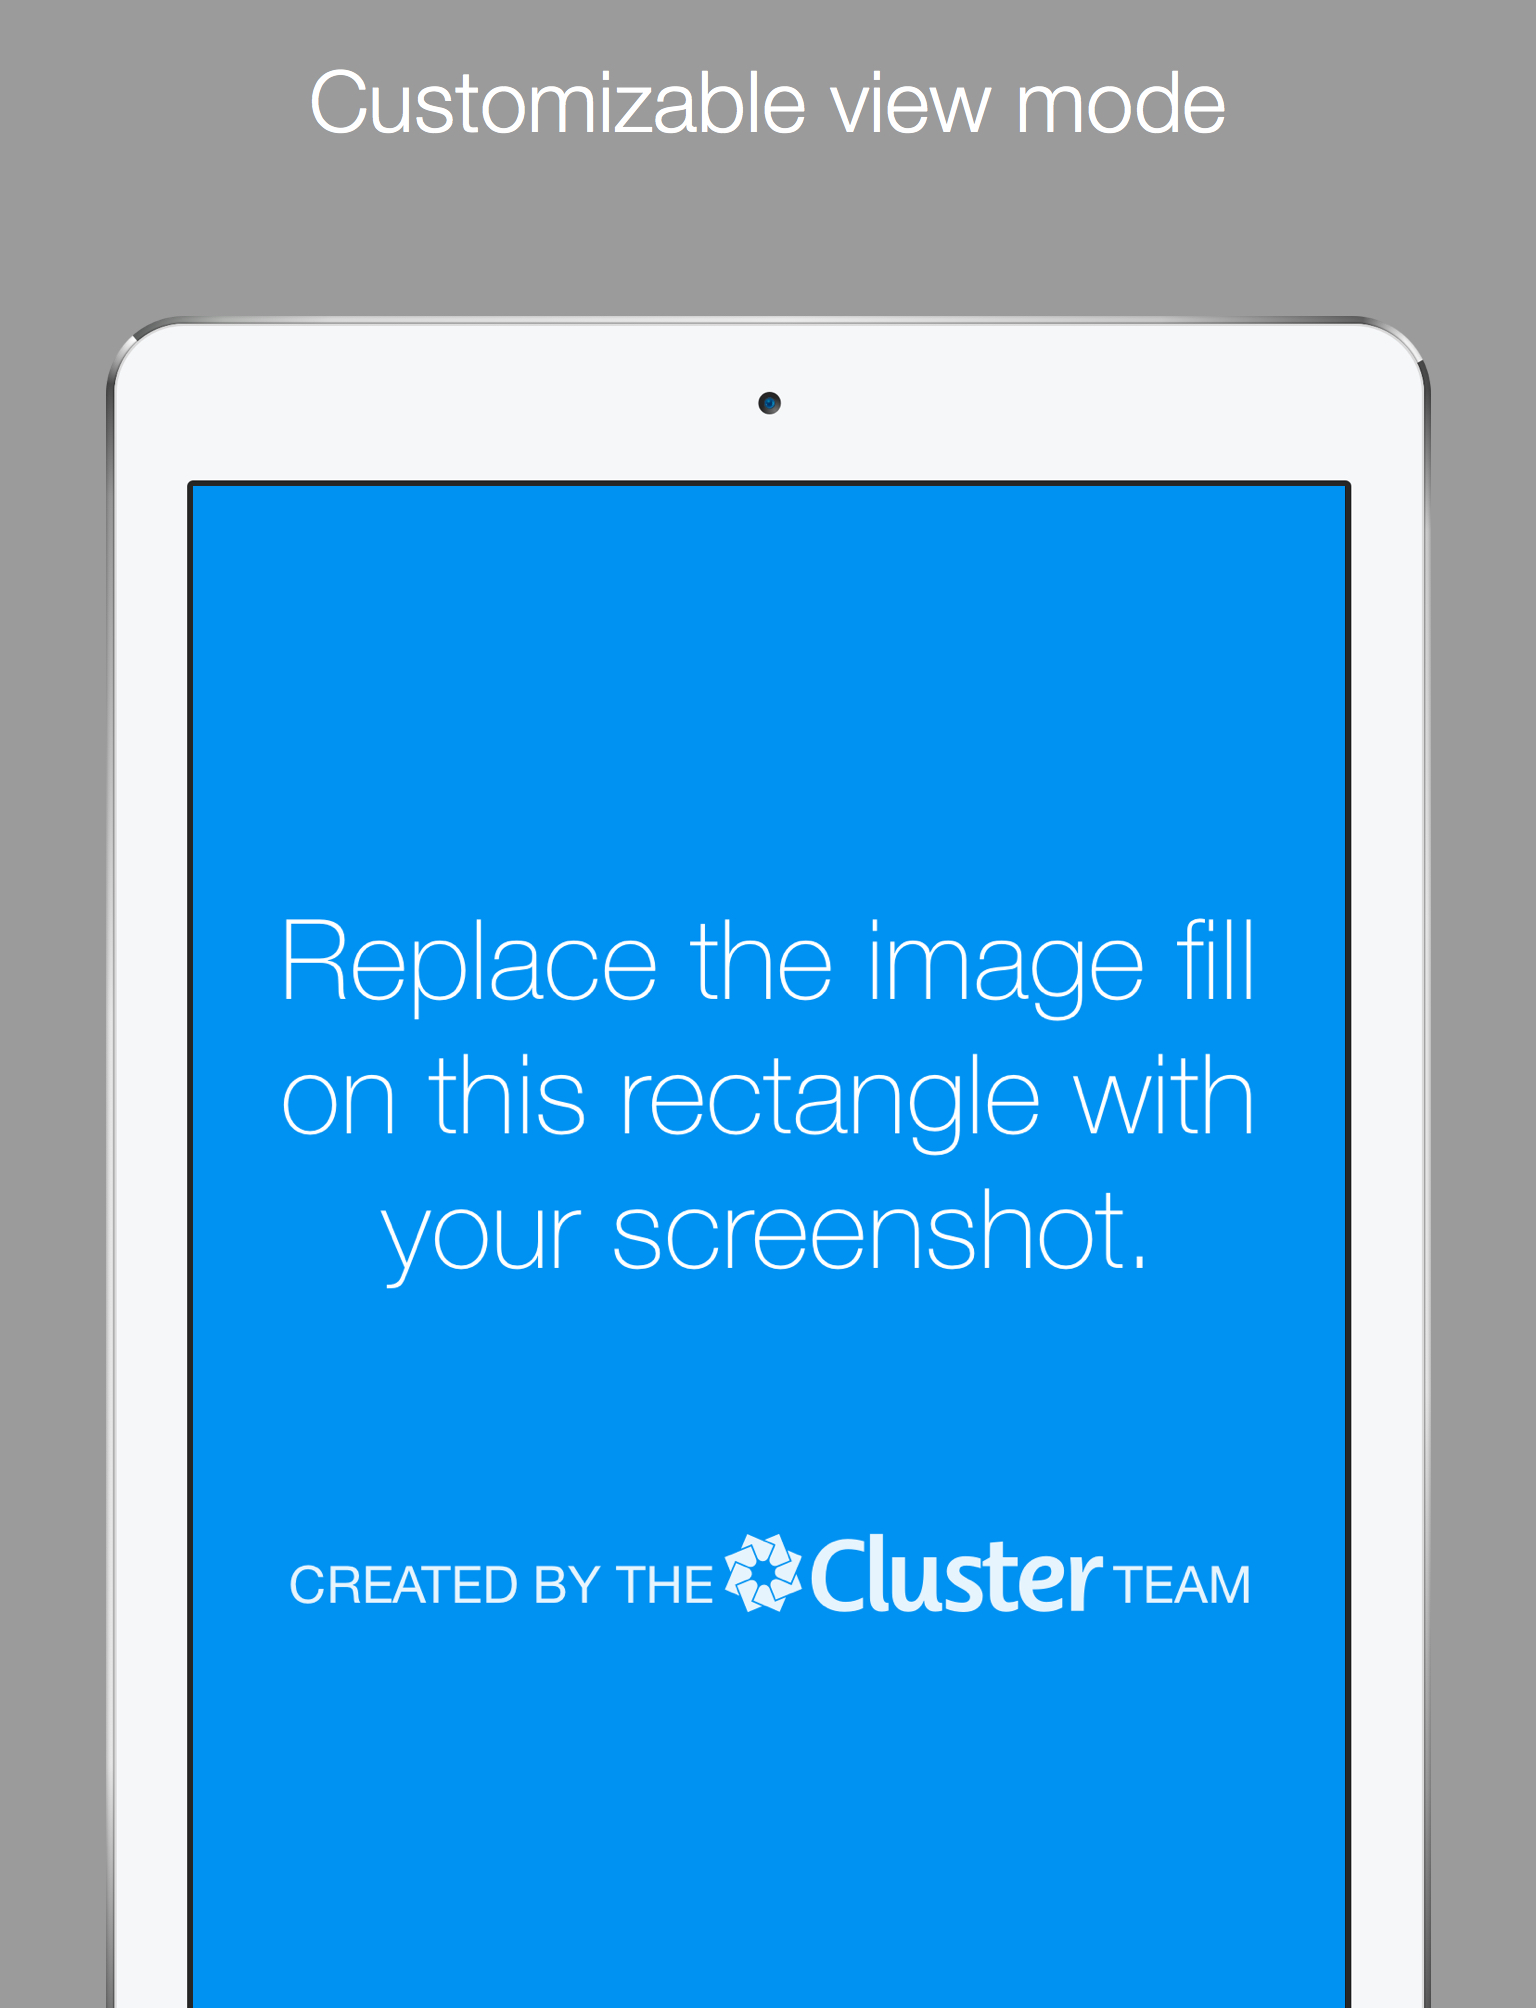 Customizable view mode
Replace the image fill
on this rectangle with
your screenshot.
CREATED BY THE Cluster TEAM